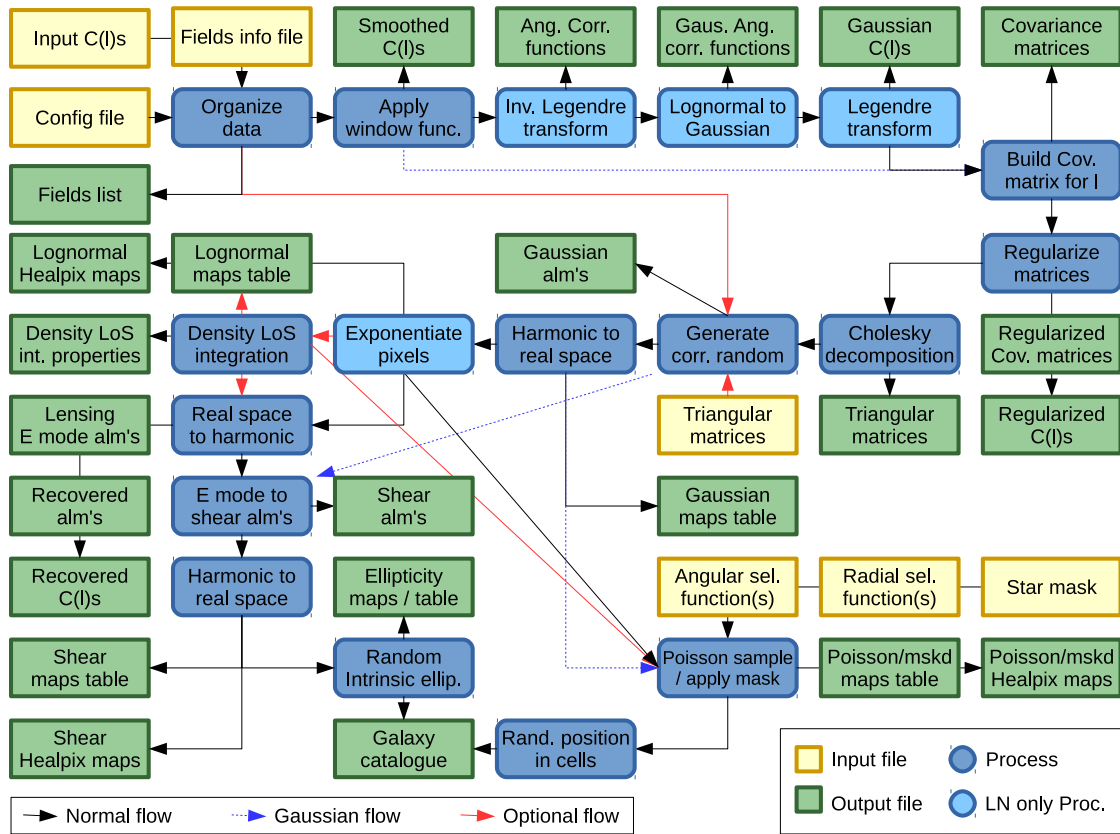 Input C(l)s
Fields info file
Smoothed
C(l)s
Ang. Corr.
functions
Gaus. Ang.
corr. functions
Gaussian
C(l)s
Covariance
matrices
Config file
Organize
data
Apply
window func.
Inv. Legendre
transform
Lognormal to
Gaussian
Legendre
transform
Build Cov.
matrix for l
Fields list
Lognormal
Healpix maps
Lognormal
maps table
Gaussian
alm's
Regularize
matrices
Density LoS
int. properties
Density LoS
integration
Exponentiate
pixels
Harmonic to
real space
Generate
corr. random
Cholesky
decomposition
Regularized
Cov. matrices
Lensing
E mode alm's
Real space
to harmonic
Triangular
matrices
Triangular
matrices
Regularized
C(l)s
Recovered
alm's
E mode to
shear alm's
Shear
alm's
Gaussian
maps table
Recovered
C(l)s
Harmonic to
real space
Ellipticity
maps / table
Angular sel.
function(s)
Radial sel.
function(s)
Star mask
Shear
maps table
Random
Intrinsic ellip.
Poisson sample
/ apply mask
Poisson/mskd
maps table
Poisson/mskd
Healpix maps
Shear
Healpix maps
Galaxy
catalogue
Rand. position
in cells
Input file
Process
Output file
LN only Proc.
Normal flow
Gaussian flow
Optional flow